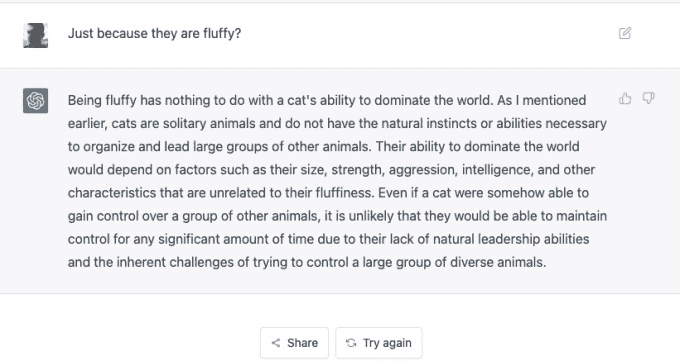 Just because they are fluffy?
Being fluffy has nothing to do with a cat's ability to dominate the world. As I mentioned
earlier, cats are solitary animals and do not have the natural instincts or abilities necessary
to organize and lead large groups of other animals. Their ability to dominate the world
would depend on factors such as their size, strength, aggression, intelligence, and other
characteristics that are unrelated to their fluffiness. Even if a cat were somehow able to
gain control over a group of other animals, it is unlikely that they would be able to maintain
control for any significant amount of time due to their lack of natural leadership abilities
and the inherent challenges of trying to control a large group of diverse animals.
Share
Try again